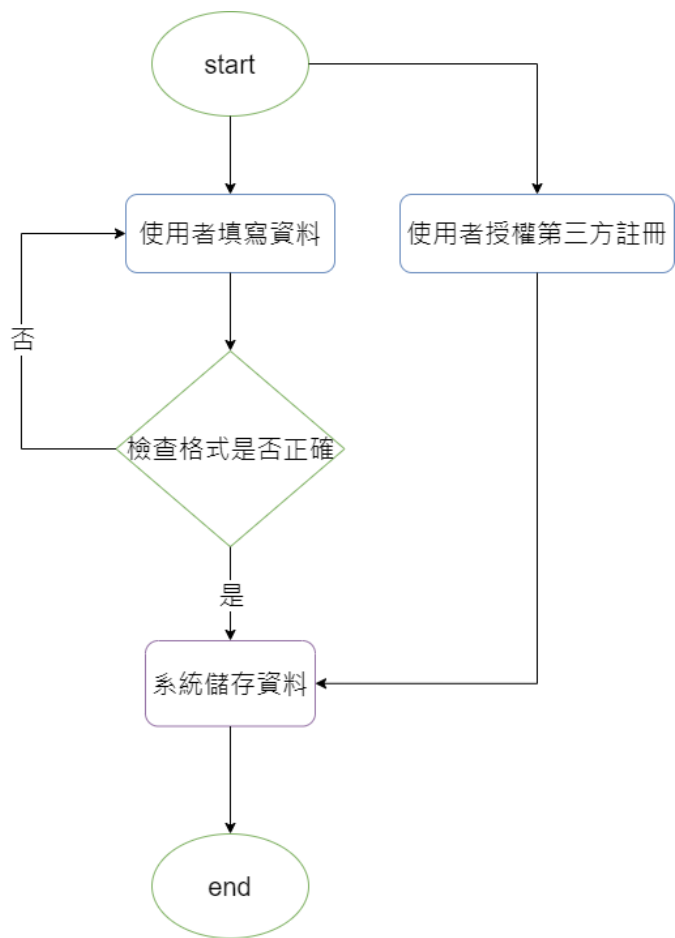 start
使用者填寫資料
使用者授權第三方註冊
否
檢查格式是否正確
是
系統儲存資料
end